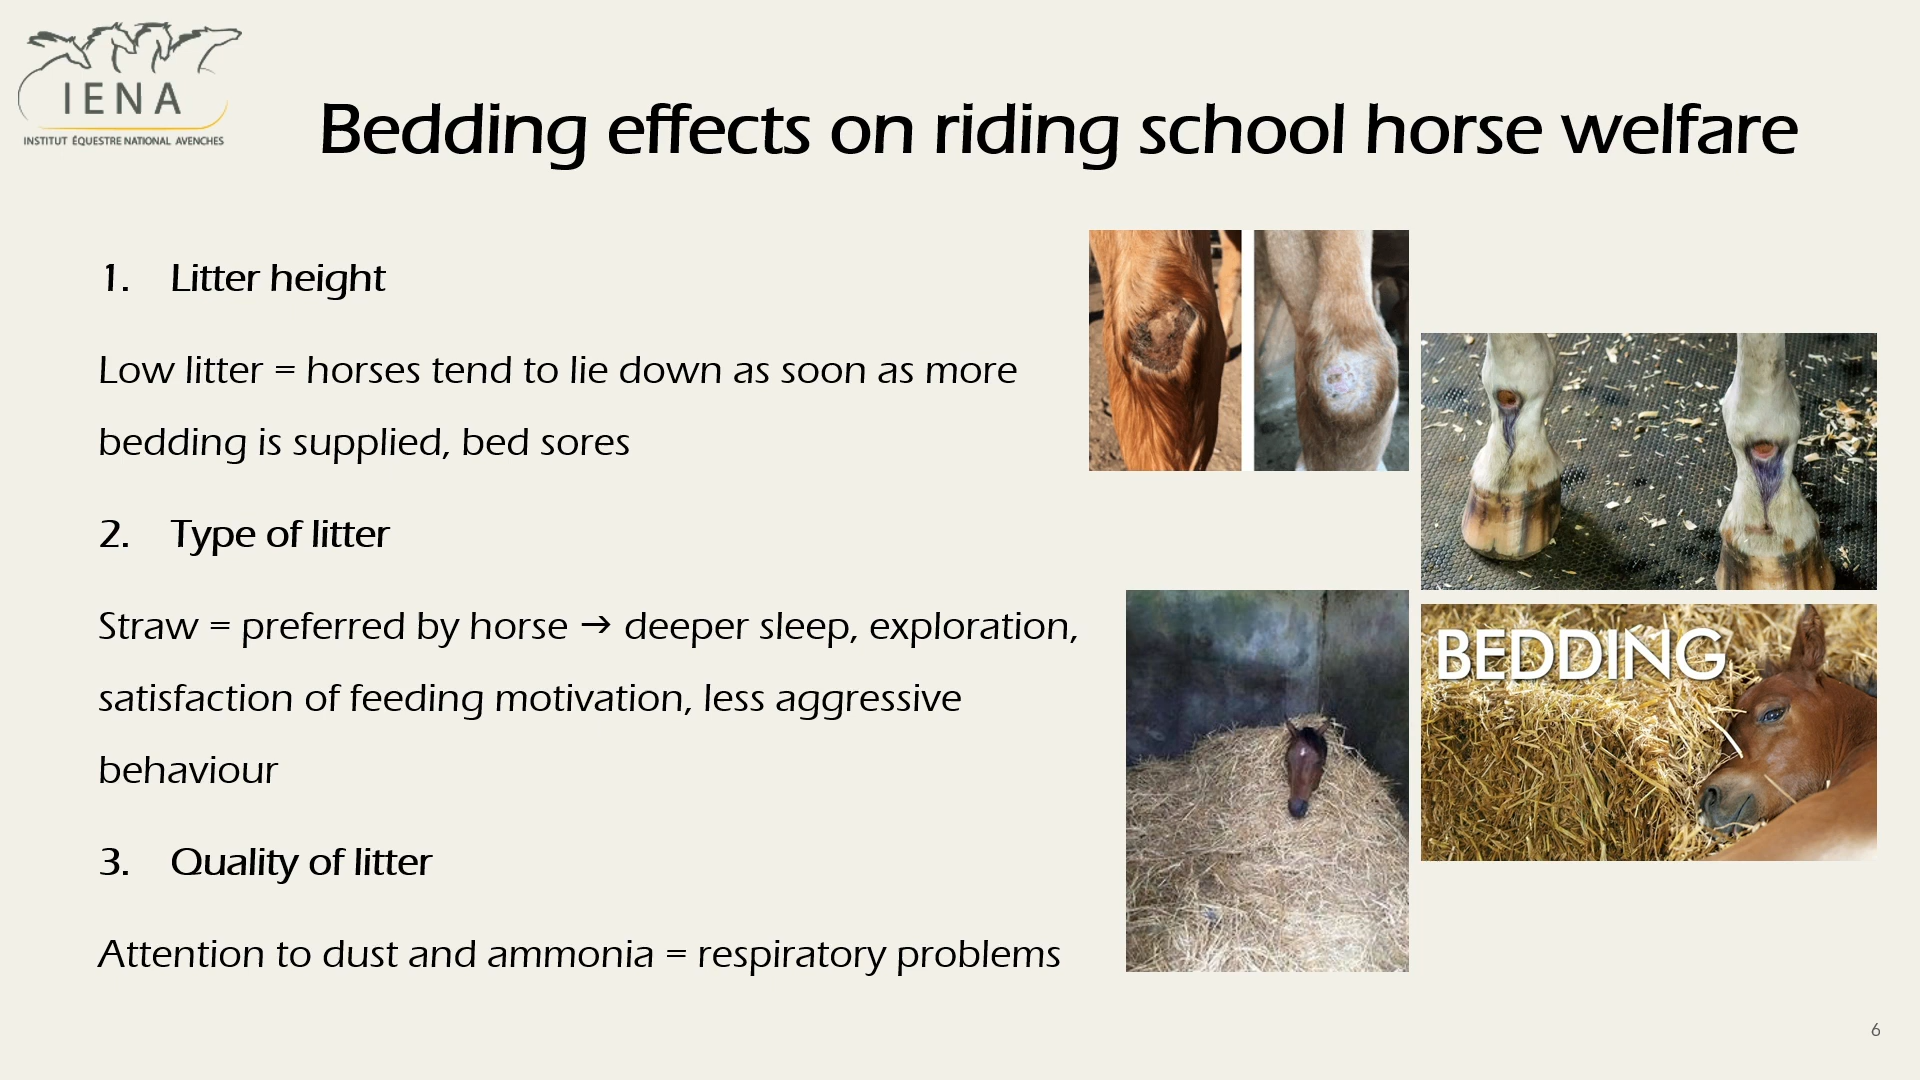 IENA
INSTITUT ÉQUESTRE NATIONAL AVENCHES
Bedding effects on riding school horse welfare
1. Litter height
Low litter = horses tend to lie down as soon as more
bedding is supplied, bed sores
2. Type of litter
Straw = preferred by horse → deeper sleep, exploration,
satisfaction of feeding motivation, less aggressive
behaviour
3. Quality of litter
Attention to dust and ammonia = respiratory problems
BEDDING
6